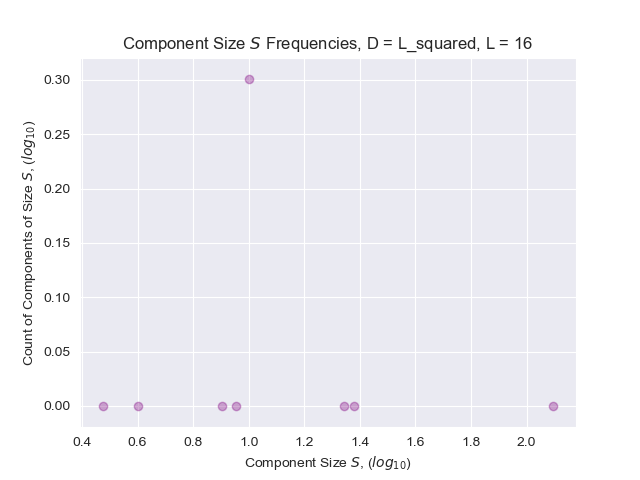 Component Size S Frequencies, D = L_squared, L = 16
Count of Components of Size S, (log₁₀)
0.30
0.25
0.20
0.15
0.10
0.05
0.00
0.4 0.6 0.8 1.0 1.2 1.4 1.6 1.8 2.0
Component Size S, (log₁₀)